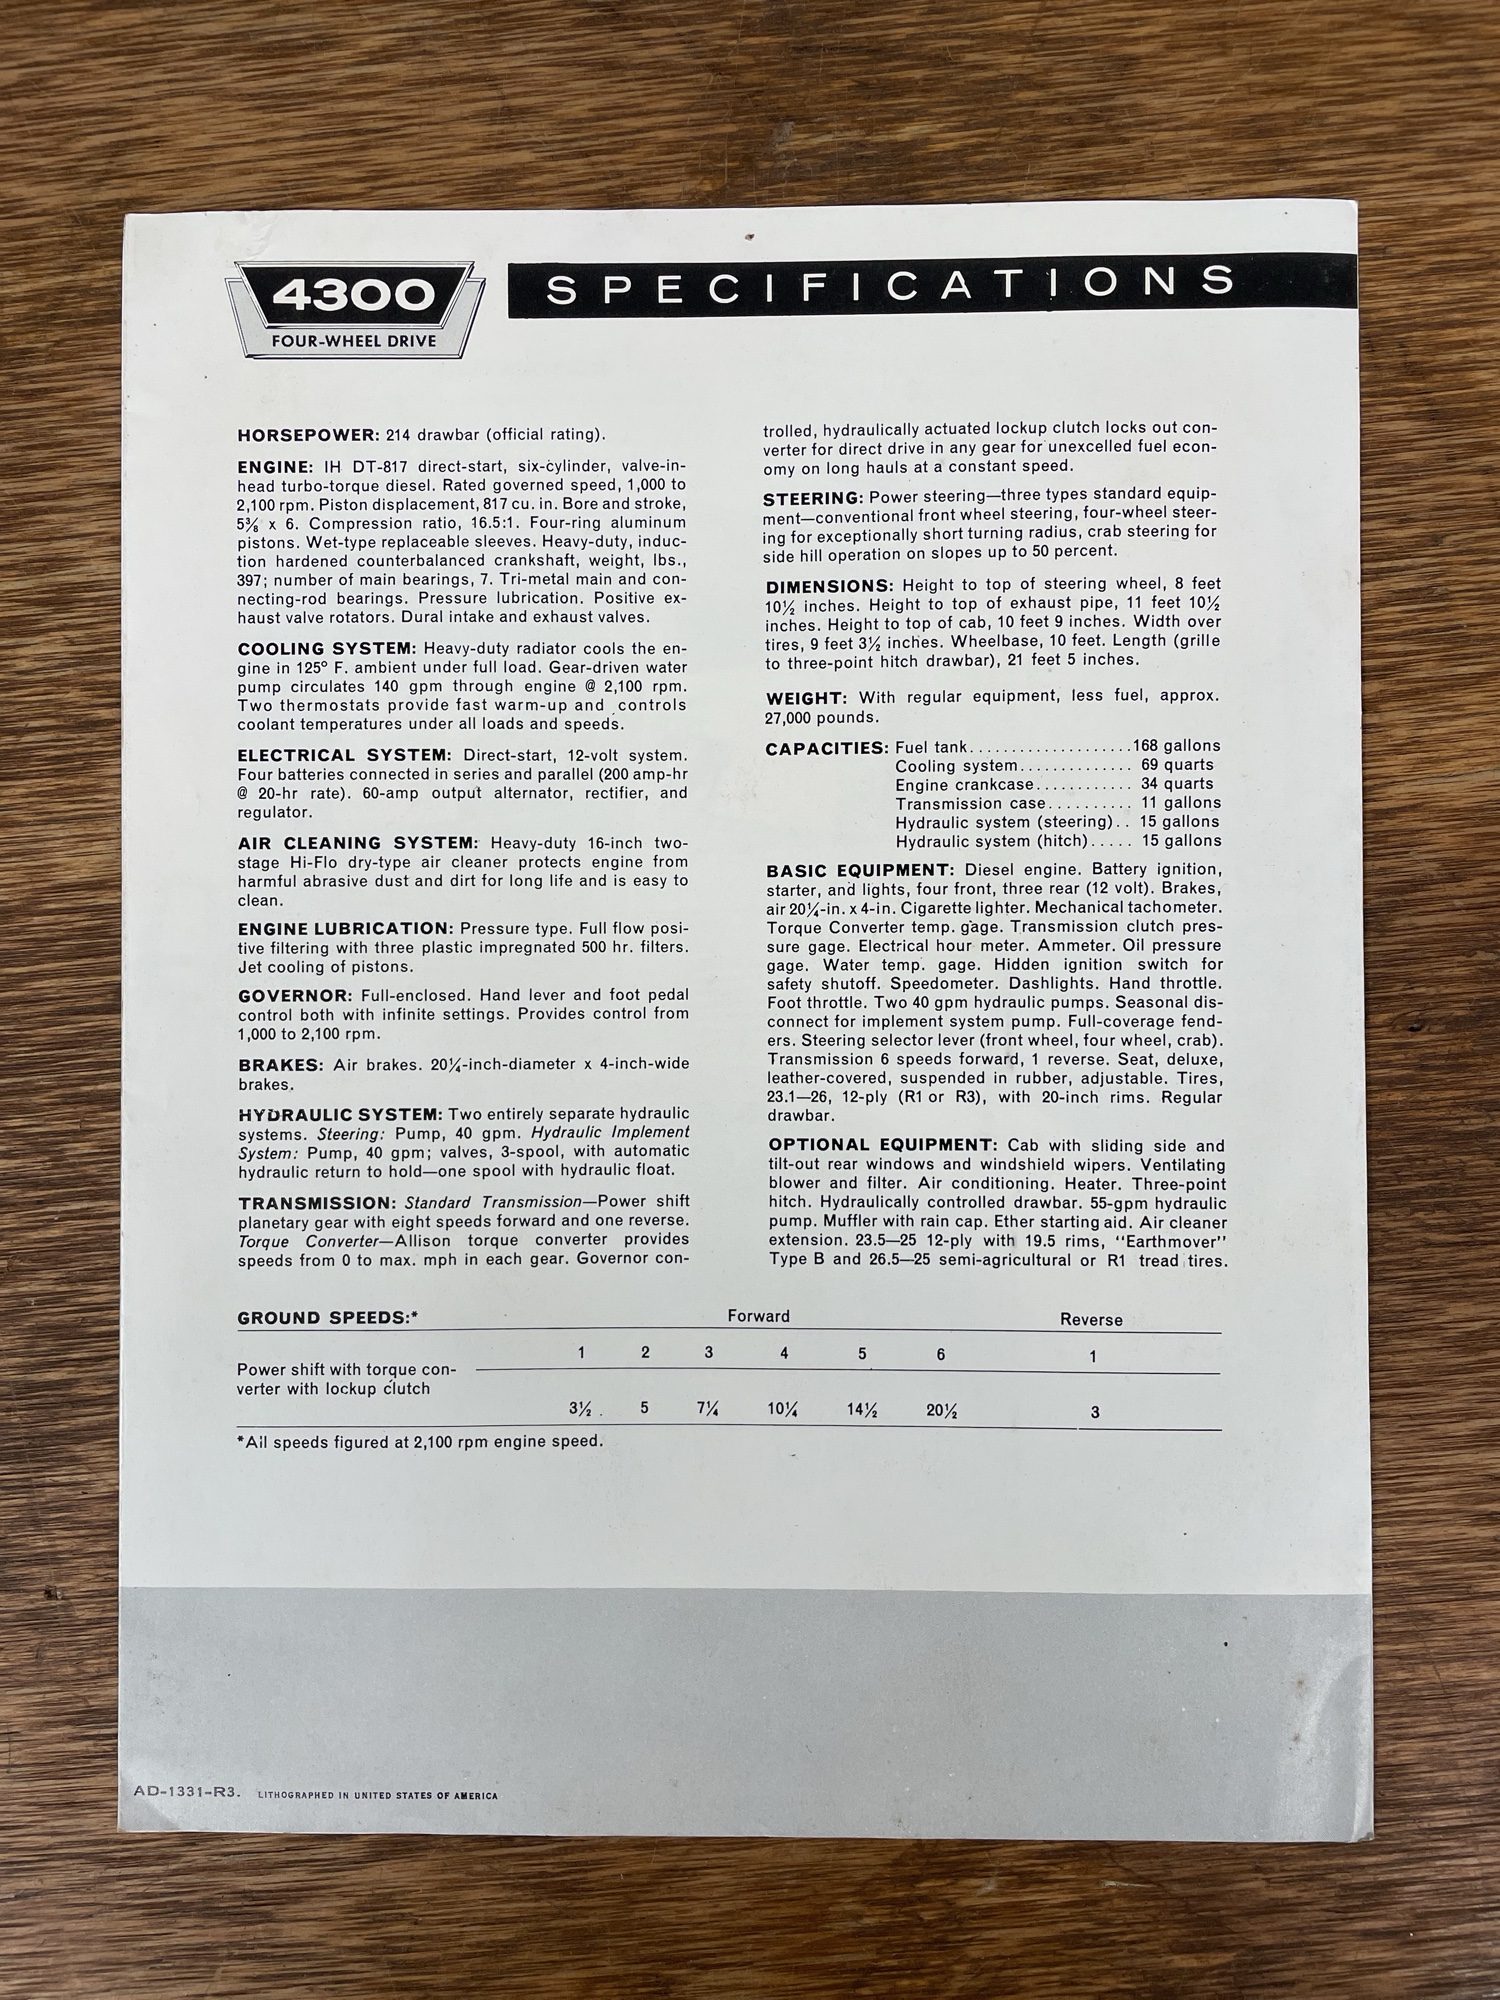 4300
FOUR-WHEEL DRIVE
SPECIFICATIONS
HORSEPOWER: 214 drawbar (official rating).
ENGINE: IH DT-817 direct-start, six-cylinder, valve-in-
head turbo-torque diesel. Rated governed speed, 1,000 to
2,100 rpm. Piston displacement, 817 cu. in. Bore and stroke,
5⅜ x 6. Compression ratio, 16.5:1. Four-ring aluminum
pistons. Wet-type replaceable sleeves. Heavy-duty, induc-
tion hardened counterbalanced crankshaft, weight, lbs.,
397; number of main bearings, 7. Tri-metal main and con-
necting-rod bearings. Pressure lubrication. Positive ex-
haust valve rotators. Dural intake and exhaust valves.
COOLING SYSTEM: Heavy-duty radiator cools the en-
gine in 125° F. ambient under full load. Gear-driven water
pump circulates 140 gpm through engine @ 2,100 rpm.
Two thermostats provide fast warm-up and controls
coolant temperatures under all loads and speeds.
ELECTRICAL SYSTEM: Direct-start, 12-volt system.
Four batteries connected in series and parallel (200 amp-hr
@ 20-hr rate). 60-amp output alternator, rectifier, and
regulator.
AIR CLEANING SYSTEM: Heavy-duty 16-inch two-
stage Hi-Flo dry-type air cleaner protects engine from
harmful abrasive dust and dirt for long life and is easy to
clean.
ENGINE LUBRICATION: Pressure type. Full flow posi-
tive filtering with three plastic impregnated 500 hr. filters.
Jet cooling of pistons.
GOVERNOR: Full-enclosed. Hand lever and foot pedal
control both with infinite settings. Provides control from
1,000 to 2,100 rpm.
BRAKES: Air brakes. 20¼-inch-diameter x 4-inch-wide
brakes.
HYDRAULIC SYSTEM: Two entirely separate hydraulic
systems. Steering: Pump, 40 gpm. Hydraulic Implement
System: Pump, 40 gpm; valves, 3-spool, with automatic
hydraulic return to hold—one spool with hydraulic float.
TRANSMISSION: Standard Transmission—Power shift
planetary gear with eight speeds forward and one reverse.
Torque Converter—Allison torque converter provides
speeds from 0 to max. mph in each gear. Governor con-
trolled, hydraulically actuated lockup clutch locks out con-
verter for direct drive in any gear for unexcelled fuel econ-
omy on long hauls at a constant speed.
STEERING: Power steering—three types standard equip-
ment—conventional front wheel steering, four-wheel steer-
ing for exceptionally short turning radius, crab steering for
side hill operation on slopes up to 50 percent.
DIMENSIONS: Height to top of steering wheel, 8 feet
10½ inches. Height to top of exhaust pipe, 11 feet 10½
inches. Height to top of cab, 10 feet 9 inches. Width over
tires, 9 feet 3½ inches. Wheelbase, 10 feet. Length (grille
to three-point hitch drawbar), 21 feet 5 inches.
WEIGHT: With regular equipment, less fuel, approx.
27,000 pounds.
CAPACITIES: Fuel tank....................168 gallons
Cooling system.............. 69 quarts
Engine crankcase............ 34 quarts
Transmission case.......... 11 gallons
Hydraulic system (steering).. 15 gallons
Hydraulic system (hitch)..... 15 gallons
BASIC EQUIPMENT: Diesel engine. Battery ignition,
starter, and lights, four front, three rear (12 volt). Brakes,
air 20¼-in. x 4-in. Cigarette lighter. Mechanical tachometer.
Torque Converter temp. gage. Transmission clutch pres-
sure gage. Electrical hour meter. Ammeter. Oil pressure
gage. Water temp. gage. Hidden ignition switch for
safety shutoff. Speedometer. Dashlights. Hand throttle.
Foot throttle. Two 40 gpm hydraulic pumps. Seasonal dis-
connect for implement system pump. Full-coverage fend-
ers. Steering selector lever (front wheel, four wheel, crab).
Transmission 6 speeds forward, 1 reverse. Seat, deluxe,
leather-covered, suspended in rubber, adjustable. Tires,
23.1—26, 12-ply (R1 or R3), with 20-inch rims. Regular
drawbar.
OPTIONAL EQUIPMENT: Cab with sliding side and
tilt-out rear windows and windshield wipers. Ventilating
blower and filter. Air conditioning. Heater. Three-point
hitch. Hydraulically controlled drawbar. 55-gpm hydraulic
pump. Muffler with rain cap. Ether starting aid. Air cleaner
extension. 23.5—25 12-ply with 19.5 rims, "Earthmover"
Type B and 26.5—25 semi-agricultural or R1 tread tires.
GROUND SPEEDS:* Forward Reverse
1 2 3 4 5 6 1
Power shift with torque con-
verter with lockup clutch
3½ 5 7¼ 10¼ 14½ 20½ 3
*All speeds figured at 2,100 rpm engine speed.
AD-1331-R3. LITHOGRAPHED IN UNITED STATES OF AMERICA